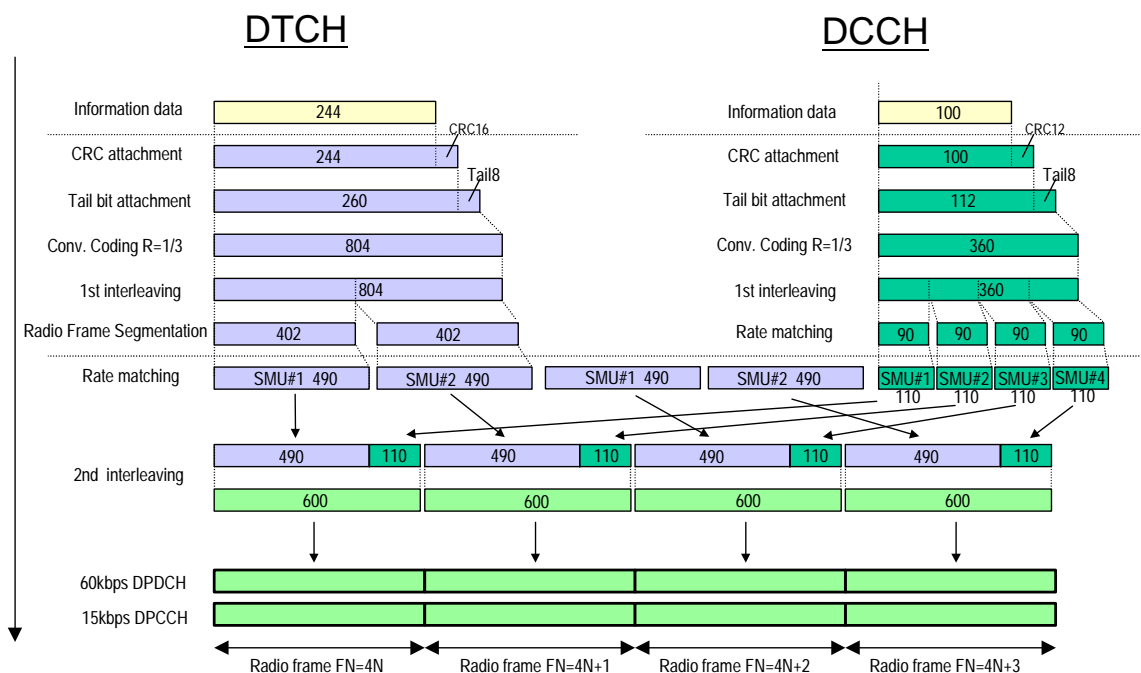 DTCH DCCH
Information data 244 Information data 100
CRC16 CRC12
CRC attachment 244 CRC attachment 100
Tail8 Tail8
Tail bit attachment 260 Tail bit attachment 112
Conv. Coding R=1/3 804 Conv. Coding R=1/3 360
1st interleaving 804 1st interleaving 360
Radio Frame Segmentation 402 402 Rate matching 90 90 90 90
Rate matching SMU#1 490 SMU#2 490 SMU#1 490 SMU#2 490 SMU#1 SMU#2 SMU#3 SMU#4
110 110 110 110
490 110 490 110 490 110 490 110
2nd interleaving
600 600 600 600
60kbps DPDCH
15kbps DPCCH
Radio frame FN=4N Radio frame FN=4N+1 Radio frame FN=4N+2 Radio frame FN=4N+3